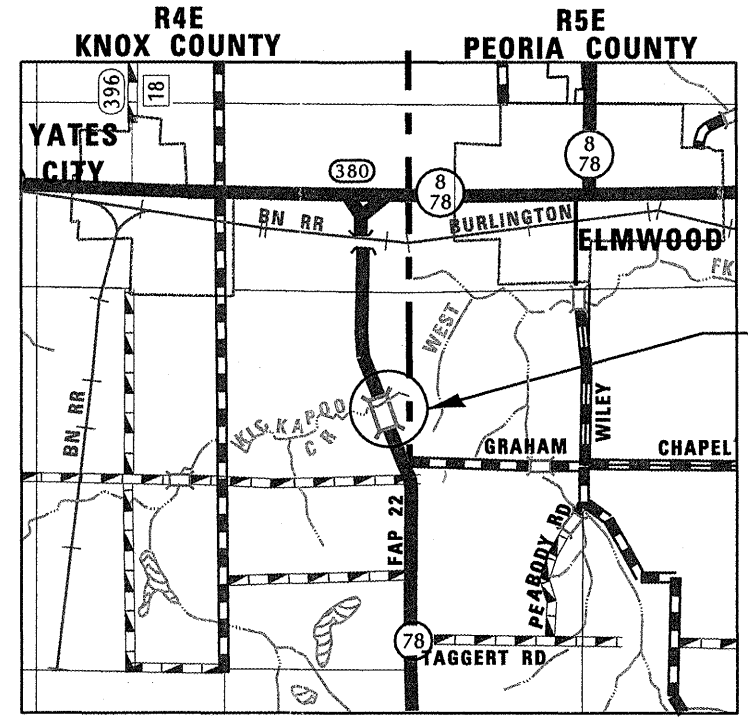 R4E
KNOX COUNTY
R5E
PEORIA COUNTY
396
18
YATES
CITY
380
8
78
8
78
BN RR
BURLINGTON
ELMWOOD
FK
WEST
BN RR
KICKAPOO
CR
WILEY
GRAHAM
CHAPEL
FAP 22
PEABODY RD
78
TAGGERT RD